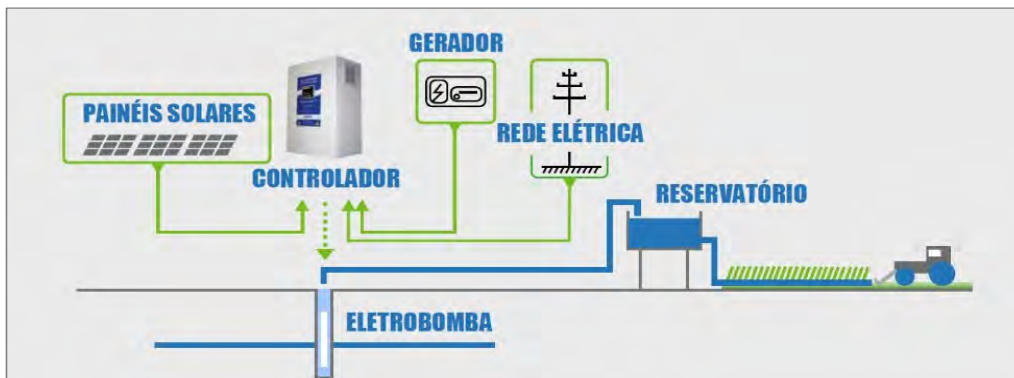 GERADOR
PAINÉIS SOLARES
REDE ELÉTRICA
CONTROLADOR
RESERVATÓRIO
ELETROBOMBA